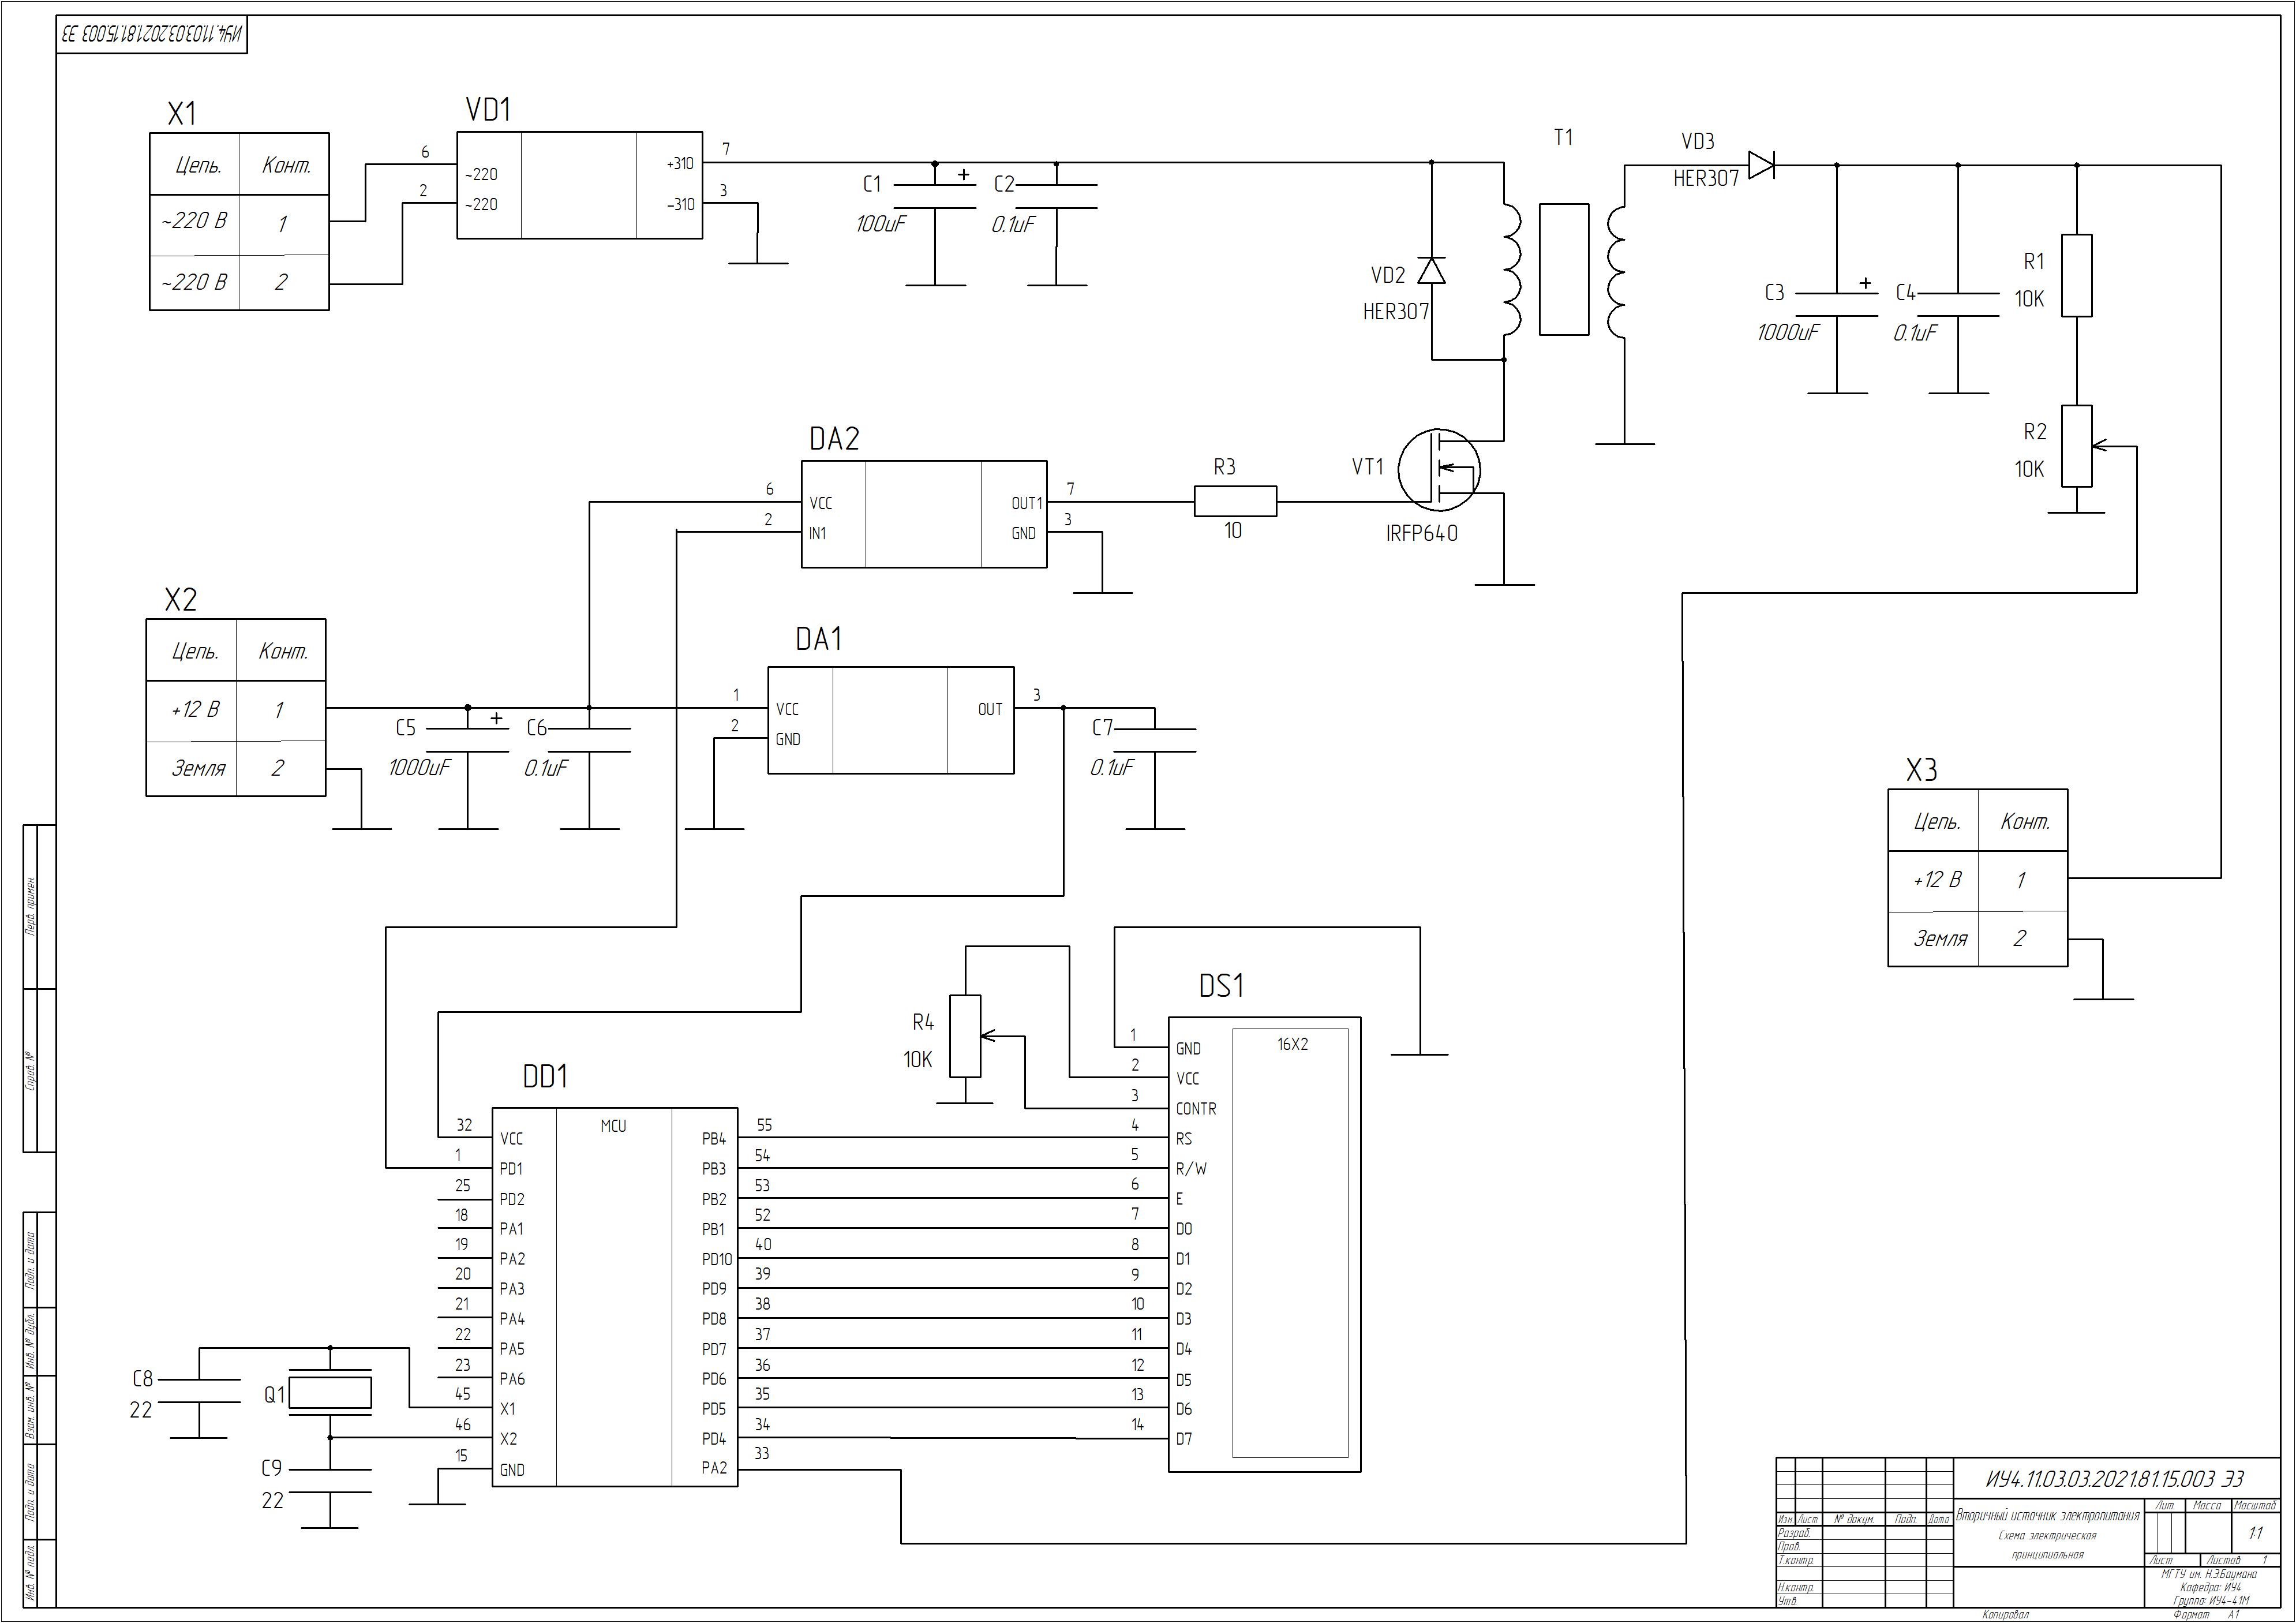 ИУ4.11.03.03.2021.81.15.003 ЭЗ
X1
Цепь. Конт.
~220 В 1
~220 В 2
VD1
6 ~220 +310 7
2 ~220 -310 3
C1 +
100uF
C2
0.1uF
VD2
HER307
T1
VD3
HER307
C3 +
1000uF
C4
0.1uF
R1
10K
R2
10K
DA2
6 VCC OUT1 7
2 IN1 GND 3
R3
10
VT1
IRFP640
X2
Цепь. Конт.
+12 В 1
Земля 2
C5 +
1000uF
C6
0.1uF
DA1
1 VCC OUT 3
2 GND
C7
0.1uF
X3
Цепь. Конт.
+12 В 1
Земля 2
R4
10K
DS1
16X2
1 GND
2 VCC
3 CONTR
4 RS
5 R/W
6 E
7 D0
8 D1
9 D2
10 D3
11 D4
12 D5
13 D6
14 D7
DD1
MCU
32 VCC PB4 55
1 PD1 PB3 54
25 PD2 PB2 53
18 PA1 PB1 52
19 PA2 PD10 40
20 PA3 PD9 39
21 PA4 PD8 38
22 PA5 PD7 37
23 PA6 PD6 36
45 X1 PD5 35
46 X2 PD4 34
15 GND PA2 33
C8
22
Q1
C9
22
Перв. примен.
Справ. №
Подп. и дата
Инв. № дубл.
Взам. инв. №
Подп. и дата
Инв. № подл.
ИУ4.11.03.03.2021.81.15.003 ЭЗ
Изм. Лист № докум. Подп. Дата
Разраб.
Пров.
Т.контр.
Н.контр.
Утв.
Вторичный источник электропитания
Схема электрическая
принципиальная
Лит. Масса Масштаб
1:1
Лист Листов 1
МГТУ им. Н.Э.Баумана
Кафедра: ИУ4
Группа: ИУ4-41М
Копировал Формат А1